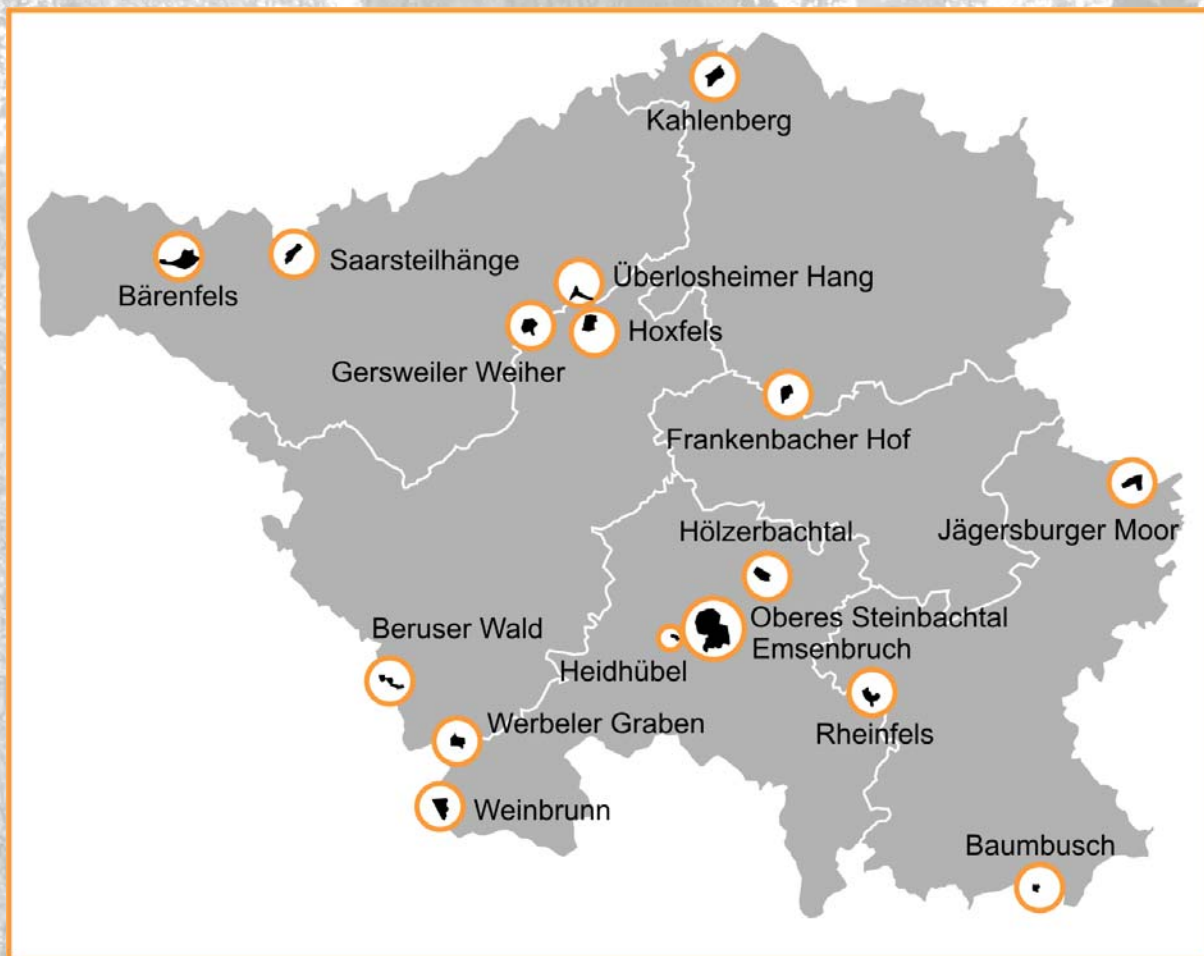 Kahlenberg
Saarsteilhänge
Bärenfels
Überlosheimer Hang
Hoxfels
Gersweiler Weiher
Frankenbacher Hof
Jägersburger Moor
Hölzerbachtal
Oberes Steinbachtal
Emsenbruch
Beruser Wald
Heidhübel
Werbeler Graben
Rheinfels
Weinbrunn
Baumbusch